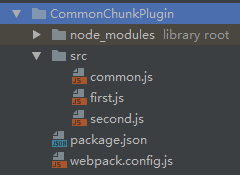 CommonChunkPlugin
node_modules library root
src
common.js
first.js
second.js
package.json
webpack.config.js